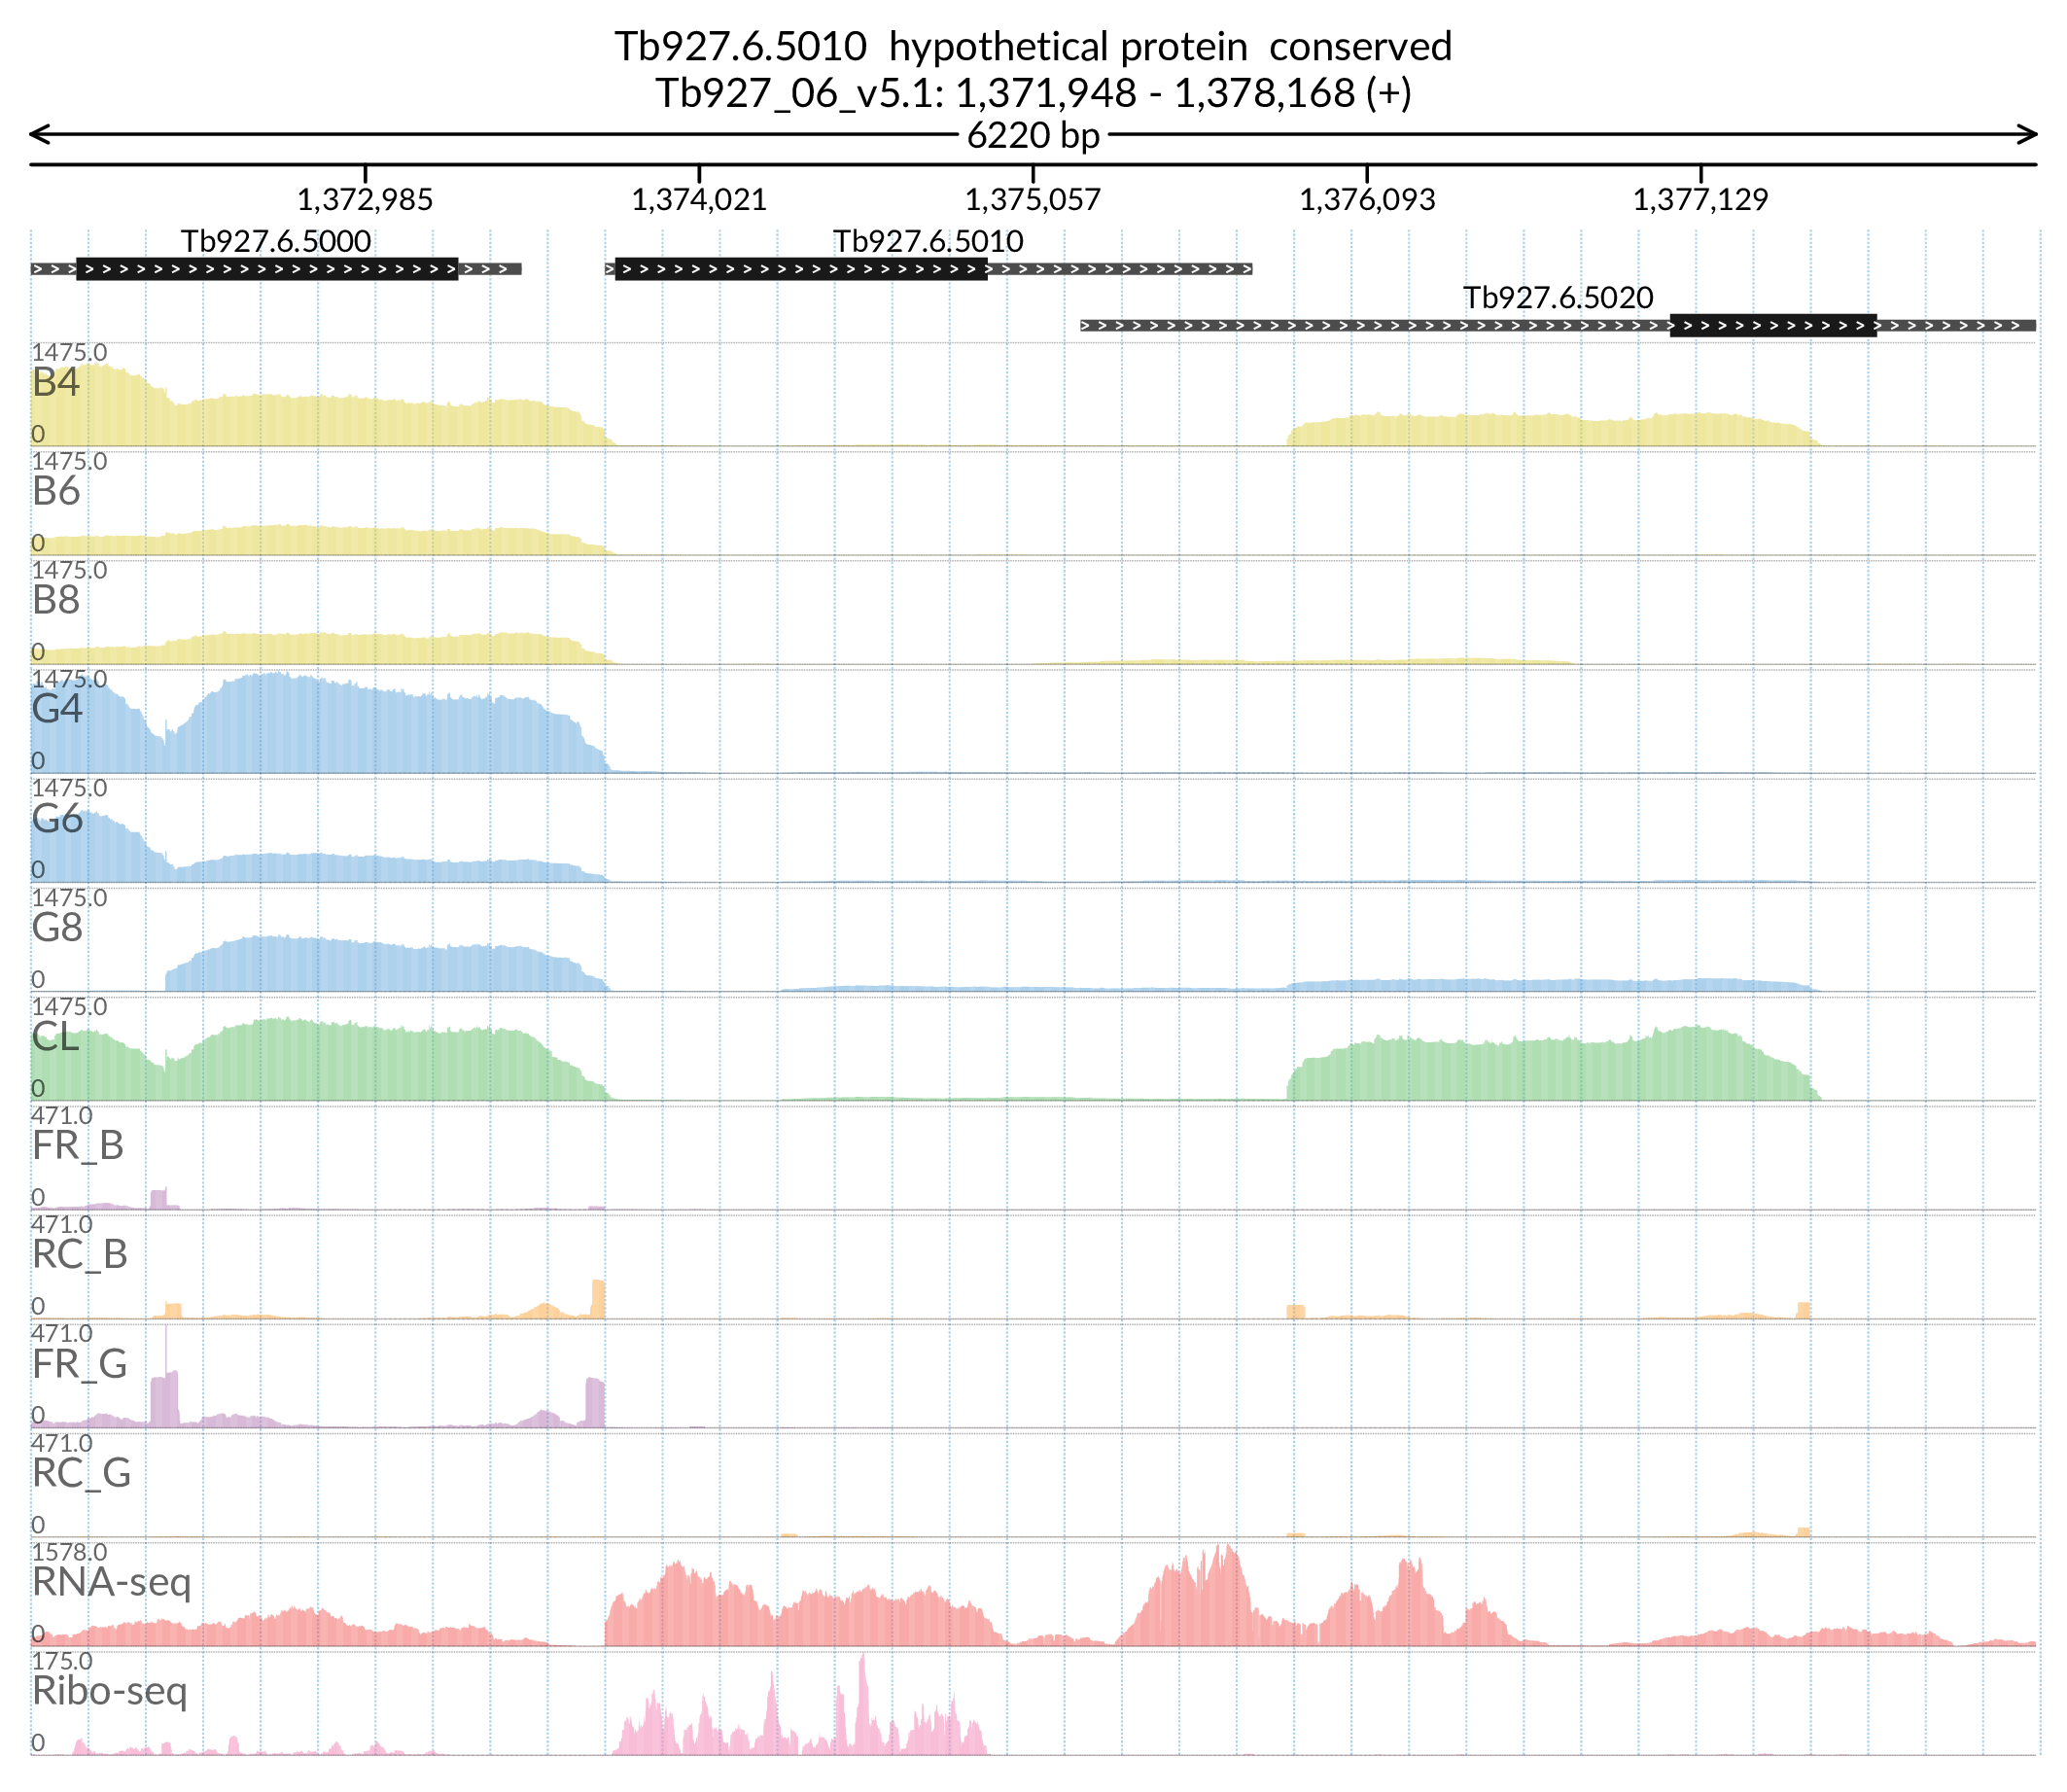 Tb927.6.5010  hypothetical protein  conserved
Tb927_06_v5.1: 1,371,948 - 1,378,168 (+)
6220 bp
1,372,985 1,374,021 1,375,057 1,376,093 1,377,129
Tb927.6.5000 Tb927.6.5010
Tb927.6.5020
1475.0
B4
0
1475.0
B6
0
1475.0
B8
0
1475.0
G4
0
1475.0
G6
0
1475.0
G8
0
1475.0
CL
0
471.0
FR_B
0
471.0
RC_B
0
471.0
FR_G
0
471.0
RC_G
0
1578.0
RNA-seq
0
175.0
Ribo-seq
0